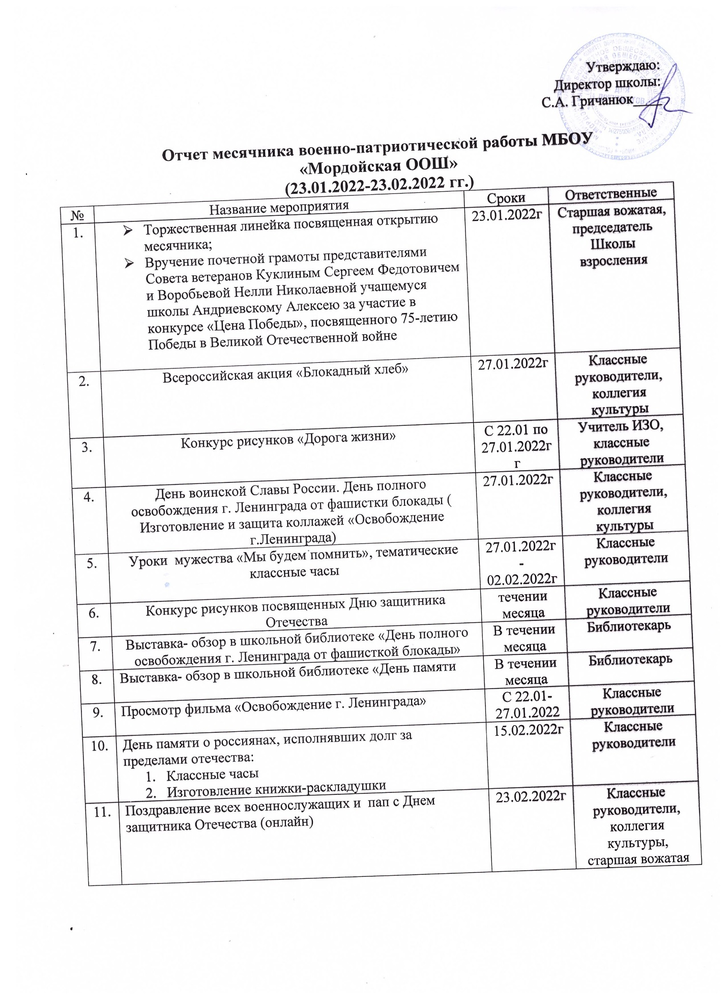 Утверждаю:
Директор школы:
С.А. Гричанюк____
Отчет месячника военно-патриотической работы МБОУ
«Мордойская ООШ»
(23.01.2022-23.02.2022 гг.)
№ Название мероприятия Сроки Ответственные
1.
➢ Торжественная линейка посвященная открытию
месячника;
➢ Вручение почетной грамоты представителями
Совета ветеранов Куклиным Сергеем Федотовичем
и Воробьевой Нелли Николаевной учащемуся
школы Андриевскому Алексею за участие в
конкурсе «Цена Победы», посвященного 75-летию
Победы в Великой Отечественной войне
23.01.2022г
Старшая вожатая,
председатель
Школы
взросления
2.
Всероссийская акция «Блокадный хлеб»
27.01.2022г
Классные
руководители,
коллегия
культуры
3.
Конкурс рисунков «Дорога жизни»
С 22.01 по
27.01.2022г
г
Учитель ИЗО,
классные
руководители
4.
День воинской Славы России. День полного
освобождения г. Ленинграда от фашистки блокады (
Изготовление и защита коллажей «Освобождение
г.Ленинграда)
27.01.2022г
Классные
руководители,
коллегия
культуры
5.
Уроки мужества «Мы будем помнить», тематические
классные часы
27.01.2022г
-
02.02.2022г
Классные
руководители
6.
Конкурс рисунков посвященных Дню защитника
Отечества
течении
месяца
Классные
руководители
7.
Выставка- обзор в школьной библиотеке «День полного
освобождения г. Ленинграда от фашисткой блокады»
В течении
месяца
Библиотекарь
8.
Выставка- обзор в школьной библиотеке «День памяти
В течении
месяца
Библиотекарь
9.
Просмотр фильма «Освобождение г. Ленинграда»
С 22.01-
27.01.2022
Классные
руководители
10.
День памяти о россиянах, исполнявших долг за
пределами отечества:
1. Классные часы
2. Изготовление книжки-раскладушки
15.02.2022г
Классные
руководители
11.
Поздравление всех военнослужащих и пап с Днем
защитника Отечества (онлайн)
23.02.2022г
Классные
руководители,
коллегия
культуры,
старшая вожатая